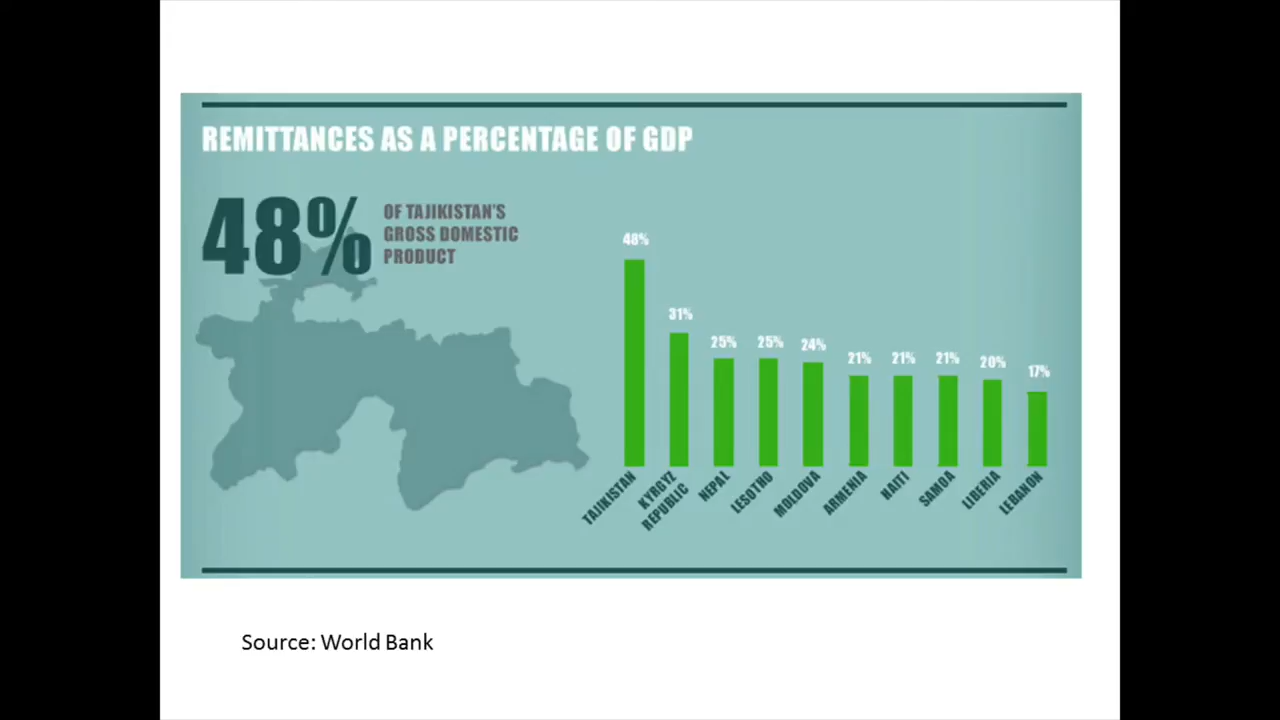 REMITTANCES AS A PERCENTAGE OF GDP
48%
OF TAJIKISTAN'S
GROSS DOMESTIC
PRODUCT
48%
31%
25%
25%
24%
21%
21%
21%
20%
17%
TAJIKISTAN
KYRGYZ
REPUBLIC
NEPAL
LESOTHO
MOLDOVA
ARMENIA
HAITI
SAMOA
LIBERIA
LEBANON
Source: World Bank